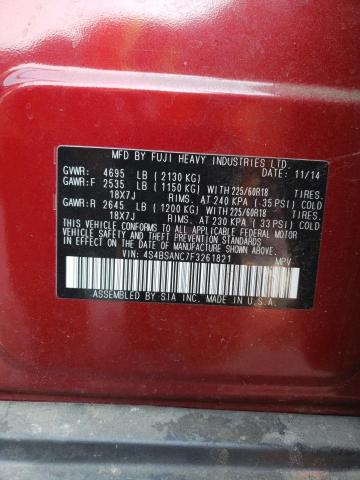 MFD BY FUJI HEAVY INDUSTRIES LTD.
GVWR: 4695 LB (2130 KG) DATE: 11/14
GAWR:F 2535 LB (1150 KG) WITH 225/60R18 TIRES.
18X7J RIMS. AT 240 KPA (35 PSI) COLD
GAWR:R 2645 LB (1200 KG) WITH 225/60R18 TIRES.
18X7J RIMS. AT 230 KPA (33 PSI) COLD
THIS VEHICLE CONFORMS TO ALL APPLICABLE FEDERAL MOTOR
VEHICLE SAFETY STANDARDS IN EFFECT ON THE DATE OF MANUFACTURE
SHOWN ABOVE.
VIN: 4S4BSANC7F3261821 MPV
ASSEMBLED BY SIA INC. MADE IN U.S.A.